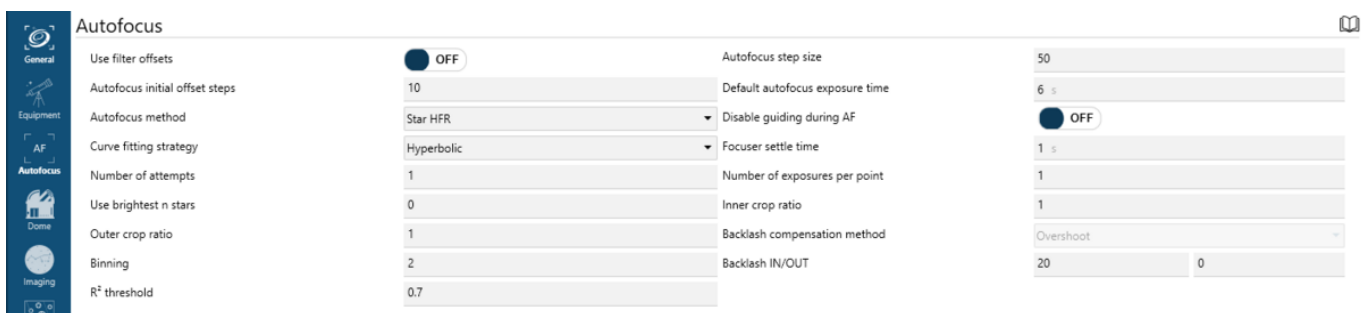 Autofocus
General
Use filter offsets OFF Autofocus step size 50
Autofocus initial offset steps 10 Default autofocus exposure time 6 s
Equipment
Autofocus method Star HFR Disable guiding during AF OFF
AF
Curve fitting strategy Hyperbolic Focuser settle time 1 s
Autofocus
Number of attempts 1 Number of exposures per point 1
Use brightest n stars 0 Inner crop ratio 1
Dome
Outer crop ratio 1 Backlash compensation method Overshoot
Binning 2 Backlash IN/OUT 20 0
Imaging
R² threshold 0.7